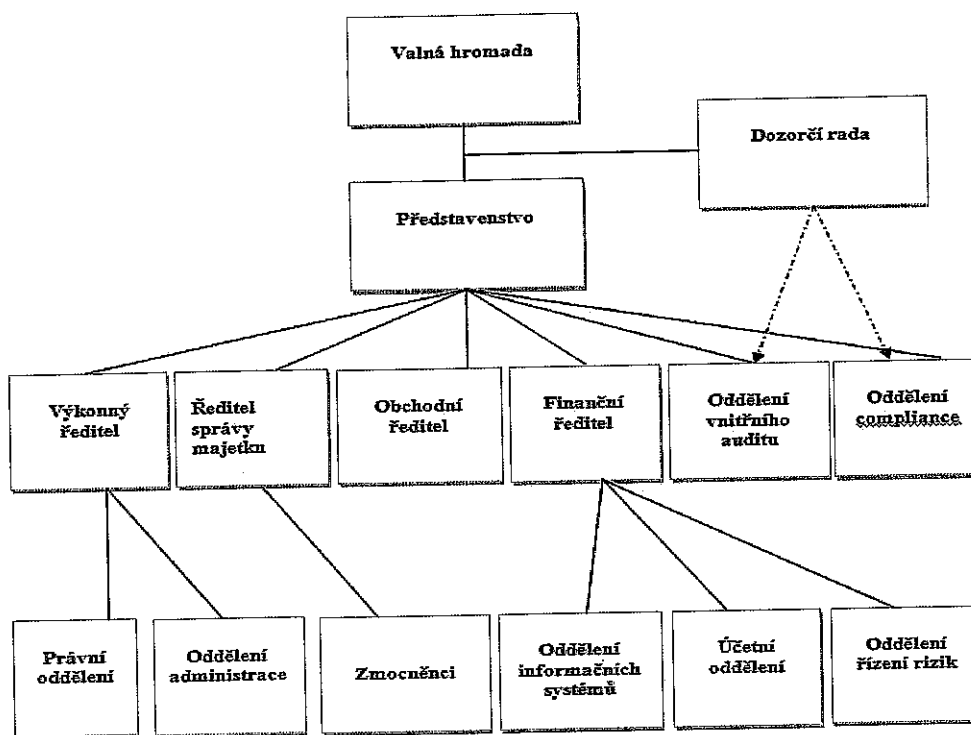 Valná hromada
Dozorčí rada
Představenstvo
Výkonný
ředitel
Ředitel
správy
majetku
Obchodní
ředitel
Finanční
ředitel
Oddělení
vnitřního
auditu
Oddělení
compliance
Právní
oddělení
Oddělení
administrace
Zmocněnci
Oddělení
informačních
systémů
Účetní
oddělení
Oddělení
řízení rizik